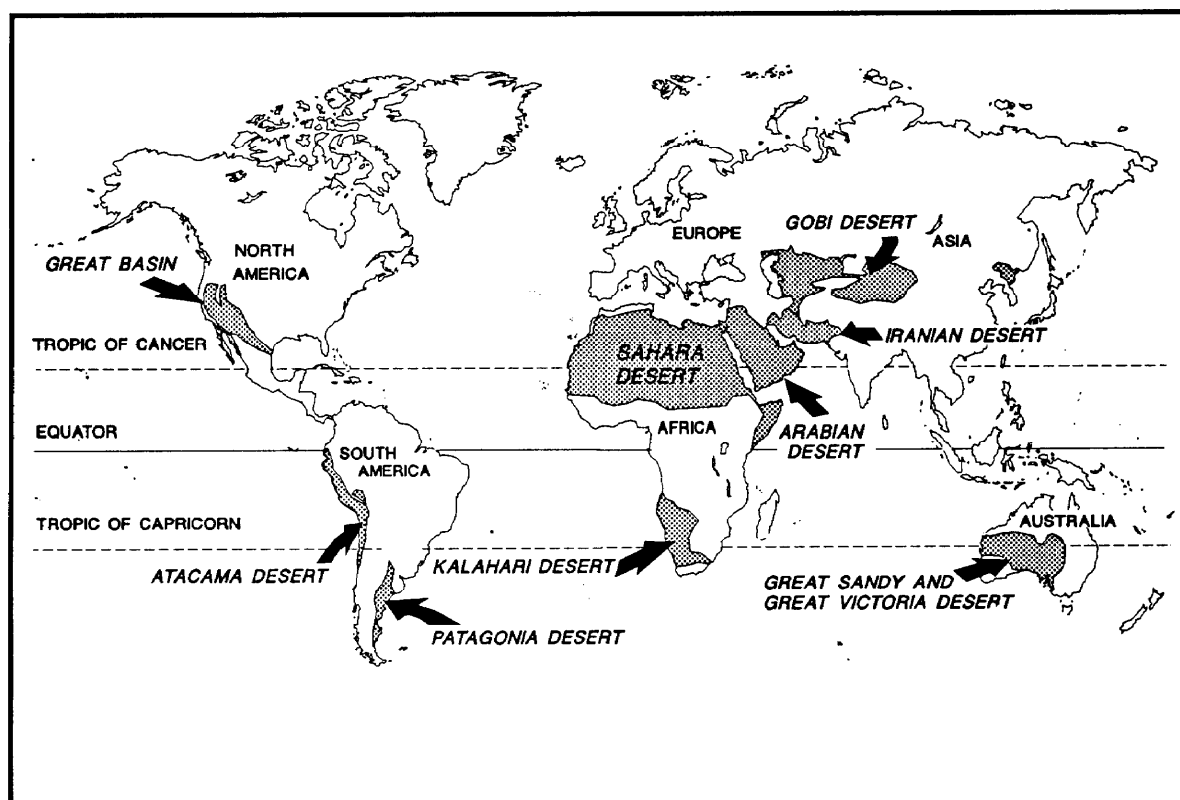 GOBI DESERT
EUROPE
ASIA
NORTH
AMERICA
GREAT BASIN
IRANIAN DESERT
TROPIC OF CANCER
SAHARA
DESERT
AFRICA
ARABIAN
DESERT
EQUATOR
SOUTH
AMERICA
TROPIC OF CAPRICORN
AUSTRALIA
ATACAMA DESERT
KALAHARI DESERT
GREAT SANDY AND
GREAT VICTORIA DESERT
PATAGONIA DESERT